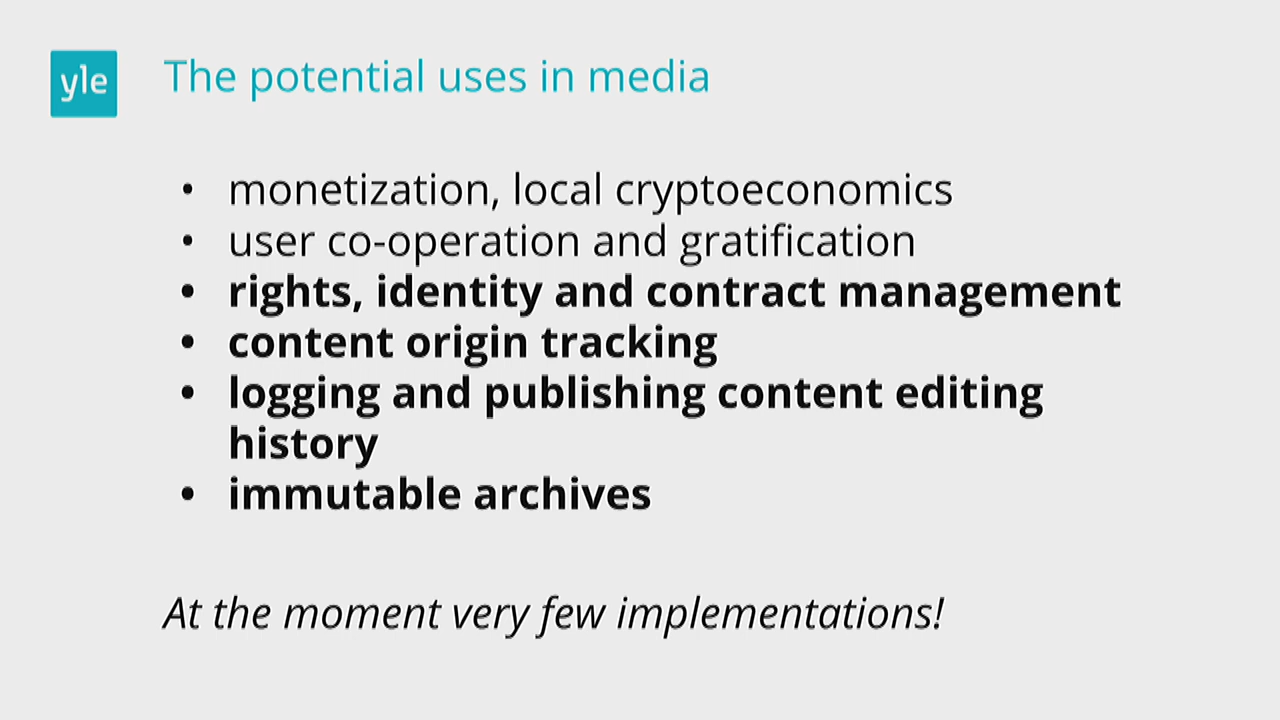 yle
The potential uses in media
• monetization, local cryptoeconomics
• user co-operation and gratification
• rights, identity and contract management
• content origin tracking
• logging and publishing content editing
history
• immutable archives
At the moment very few implementations!